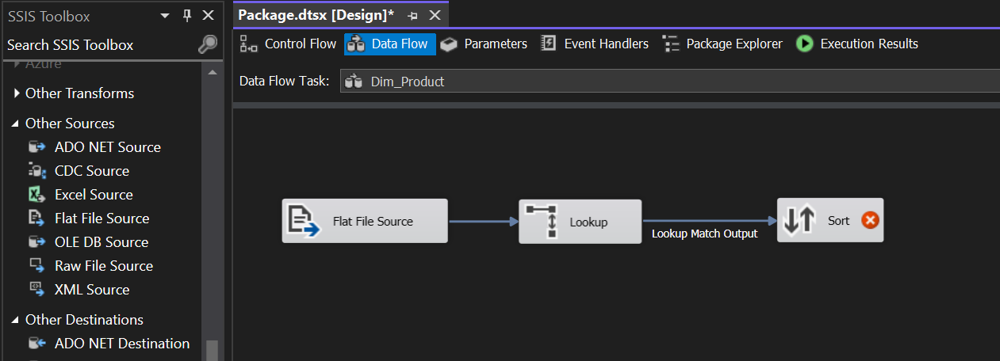 SSIS Toolbox
Search SSIS Toolbox
Azure
Other Transforms
Other Sources
ADO NET Source
CDC Source
Excel Source
Flat File Source
OLE DB Source
Raw File Source
XML Source
Other Destinations
ADO NET Destination
Package.dtsx [Design]*
Control Flow
Data Flow
Parameters
Event Handlers
Package Explorer
Execution Results
Data Flow Task:
Dim_Product
Flat File Source
Lookup
Lookup Match Output
Sort